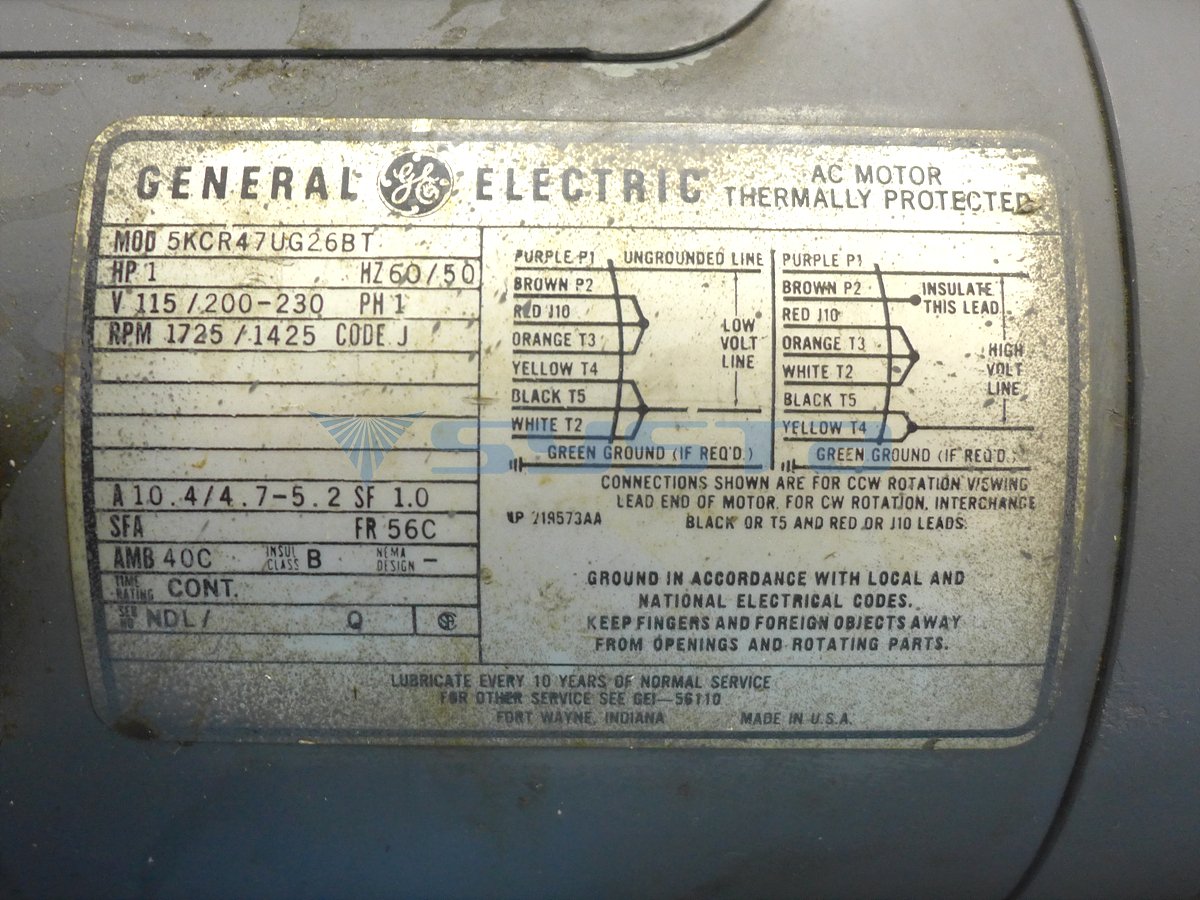 GENERAL GE ELECTRIC
AC MOTOR
THERMALLY PROTECTED
MOD 5KCR47UG26BT
HP 1 HZ 60/50
V 115/200-230 PH 1
RPM 1725/1425 CODE J
A 10.4/4.7-5.2 SF 1.0
SFA FR 56C
AMB 40C INSUL CLASS B NEMA DESIGN -
TIME RATING CONT.
SER NO NDL/ Q
PURPLE P1 UNGROUNDED LINE
BROWN P2
RED J10
ORANGE T3
YELLOW T4
BLACK T5
WHITE T2
LOW
VOLT
LINE
GREEN GROUND (IF REQ'D.)
PURPLE P1
BROWN P2
INSULATE
THIS LEAD
RED J10
ORANGE T3
WHITE T2
BLACK T5
YELLOW T4
HIGH
VOLT
LINE
GREEN GROUND (IF REQ'D.)
CONNECTIONS SHOWN ARE FOR CCW ROTATION VIEWING
LEAD END OF MOTOR. FOR CW ROTATION, INTERCHANGE
BLACK OR T5 AND RED OR J10 LEADS.
NP 719573AA
GROUND IN ACCORDANCE WITH LOCAL AND
NATIONAL ELECTRICAL CODES.
KEEP FINGERS AND FOREIGN OBJECTS AWAY
FROM OPENINGS AND ROTATING PARTS.
LUBRICATE EVERY 10 YEARS OF NORMAL SERVICE
FOR OTHER SERVICE SEE GEI-56110
FORT WAYNE, INDIANA MADE IN U.S.A.